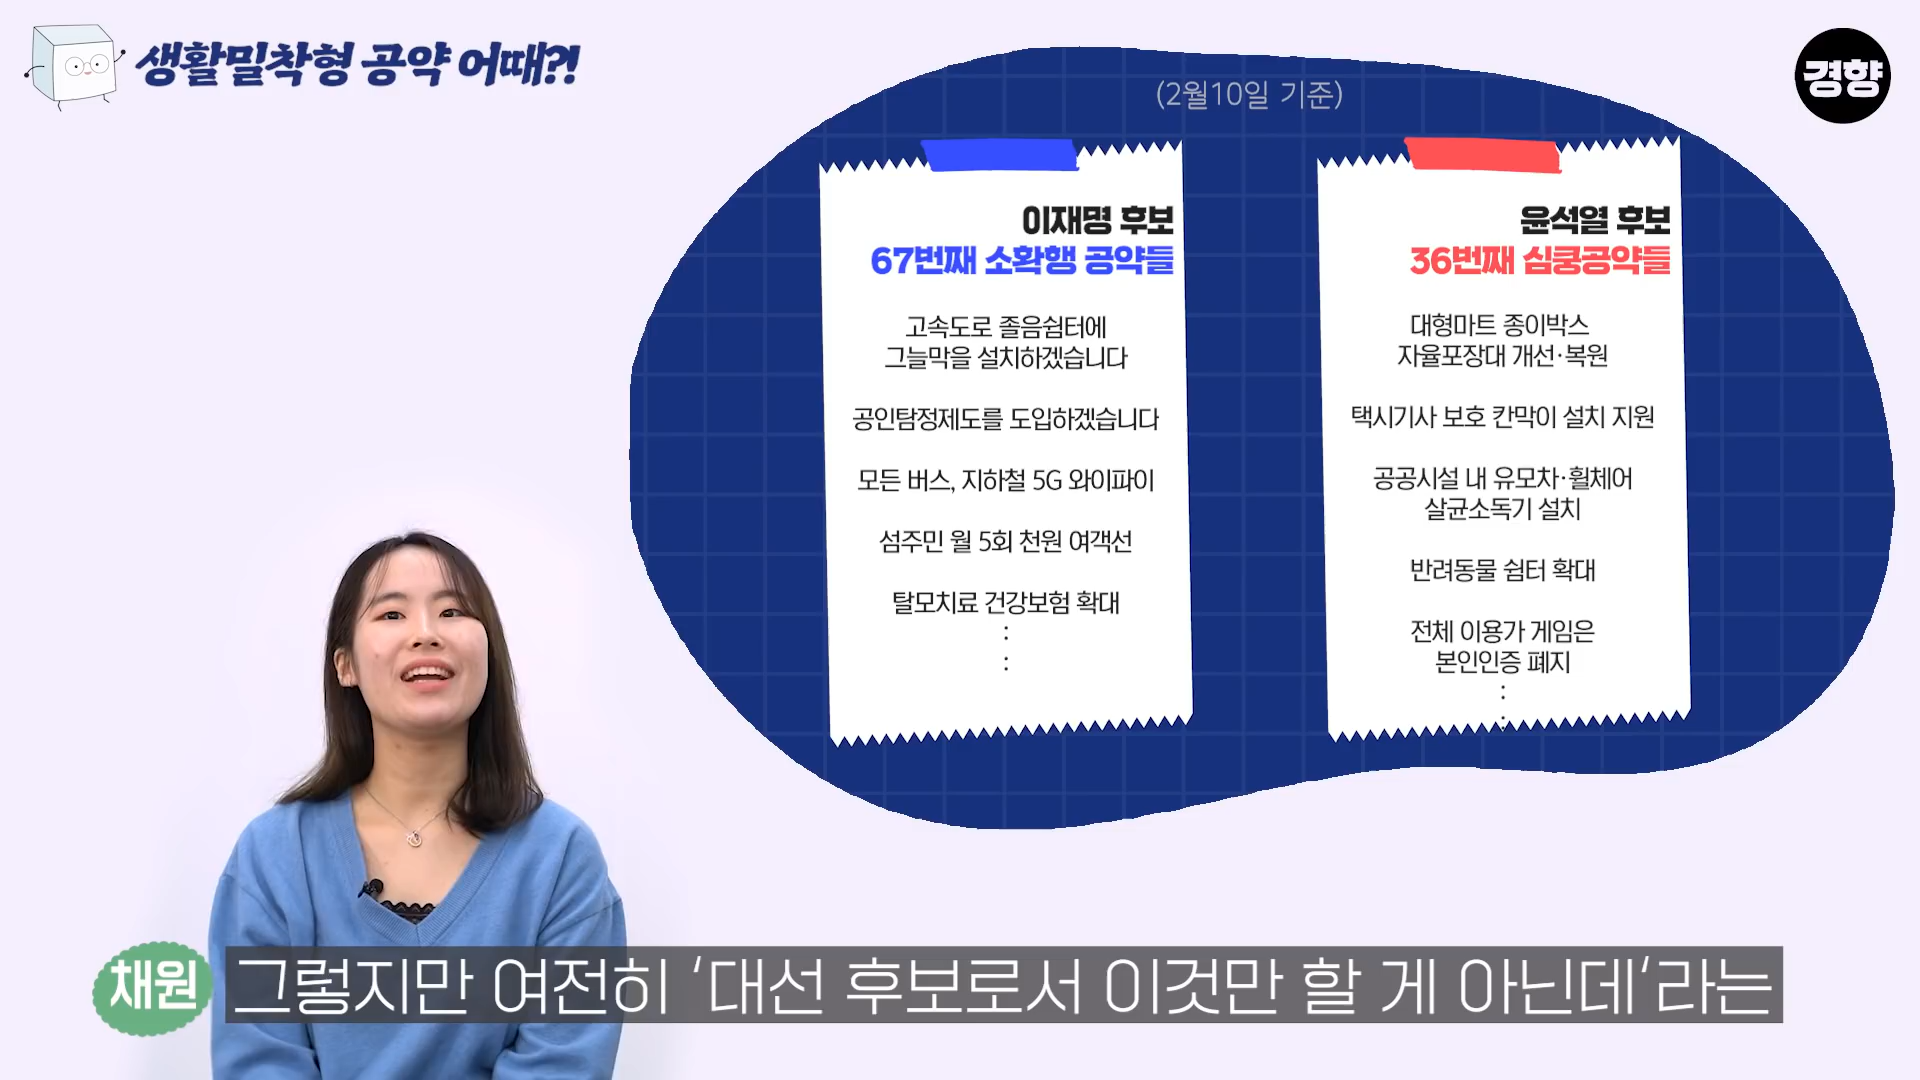 생활밀착형 공약 어때?!
경향
(2월10일 기준)
이재명 후보
67번째 소확행 공약들
고속도로 졸음쉼터에
그늘막을 설치하겠습니다
공인탐정제도를 도입하겠습니다
모든 버스, 지하철 5G 와이파이
섬주민 월 5회 천원 여객선
탈모치료 건강보험 확대
:
:
윤석열 후보
36번째 심쿵공약들
대형마트 종이박스
자율포장대 개선·복원
택시기사 보호 칸막이 설치 지원
공공시설 내 유모차·휠체어
살균소독기 설치
반려동물 쉼터 확대
전체 이용가 게임은
본인인증 폐지
:
:
채원
그렇지만 여전히 ‘대선 후보로서 이것만 할 게 아닌데‘라는